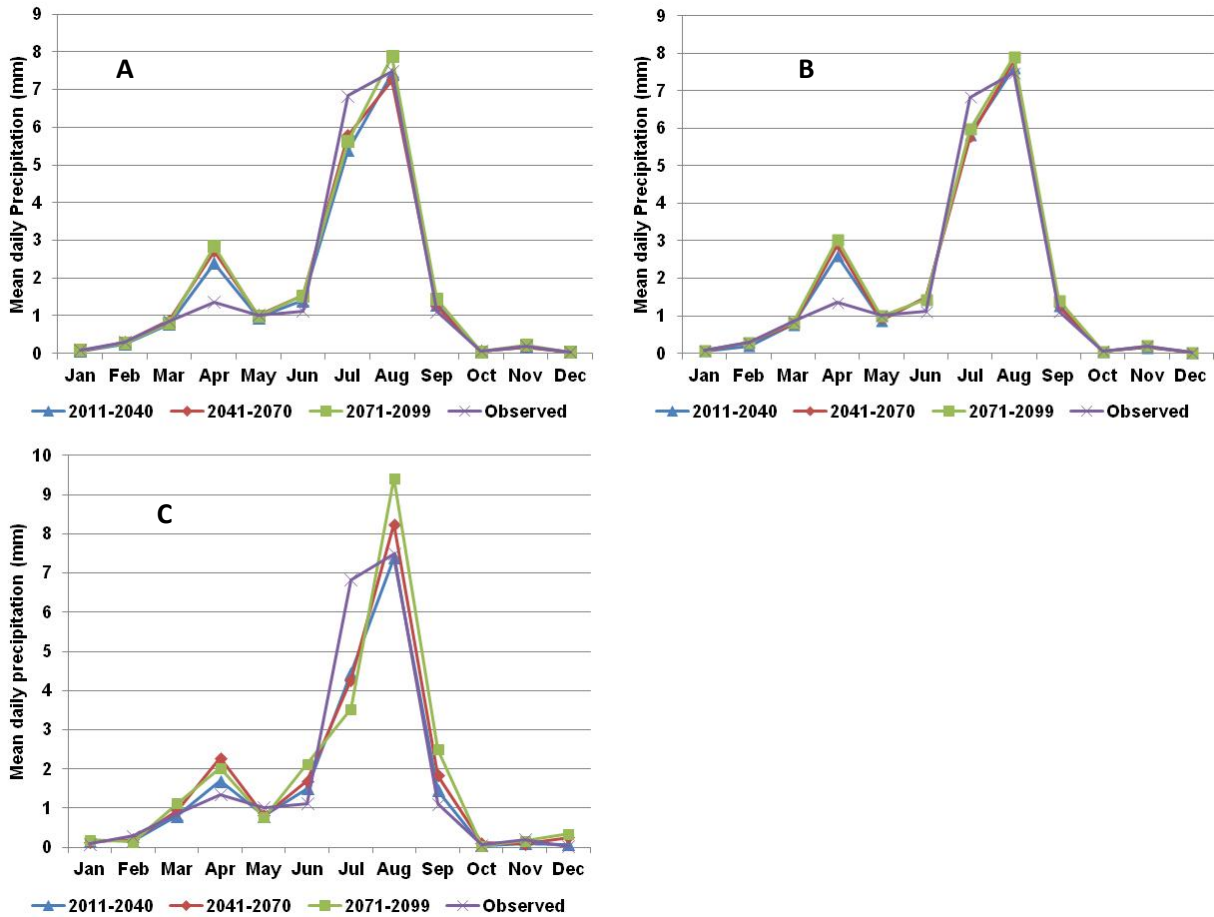 A
Mean daily Precipitation (mm)
9
8
7
6
5
4
3
2
1
0
Jan Feb Mar Apr May Jun Jul Aug Sep Oct Nov Dec
2011-2040 2041-2070 2071-2099 Observed
B
Mean daily Precipitation (mm)
9
8
7
6
5
4
3
2
1
0
Jan Feb Mar Apr May Jun Jul Aug Sep Oct Nov Dec
2011-2040 2041-2070 2071-2099 Observed
C
Mean daily precipitation (mm)
10
9
8
7
6
5
4
3
2
1
0
Jan Feb Mar Apr May Jun Jul Aug Sep Oct Nov Dec
2011-2040 2041-2070 2071-2099 Observed